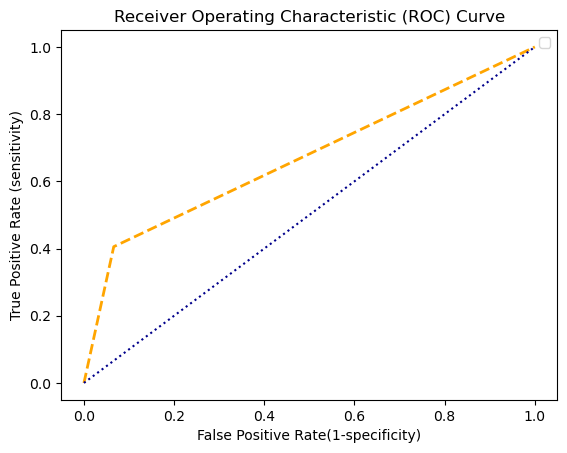 Receiver Operating Characteristic (ROC) Curve
True Positive Rate (sensitivity)
1.0
0.8
0.6
0.4
0.2
0.0
0.0 0.2 0.4 0.6 0.8 1.0
False Positive Rate(1-specificity)